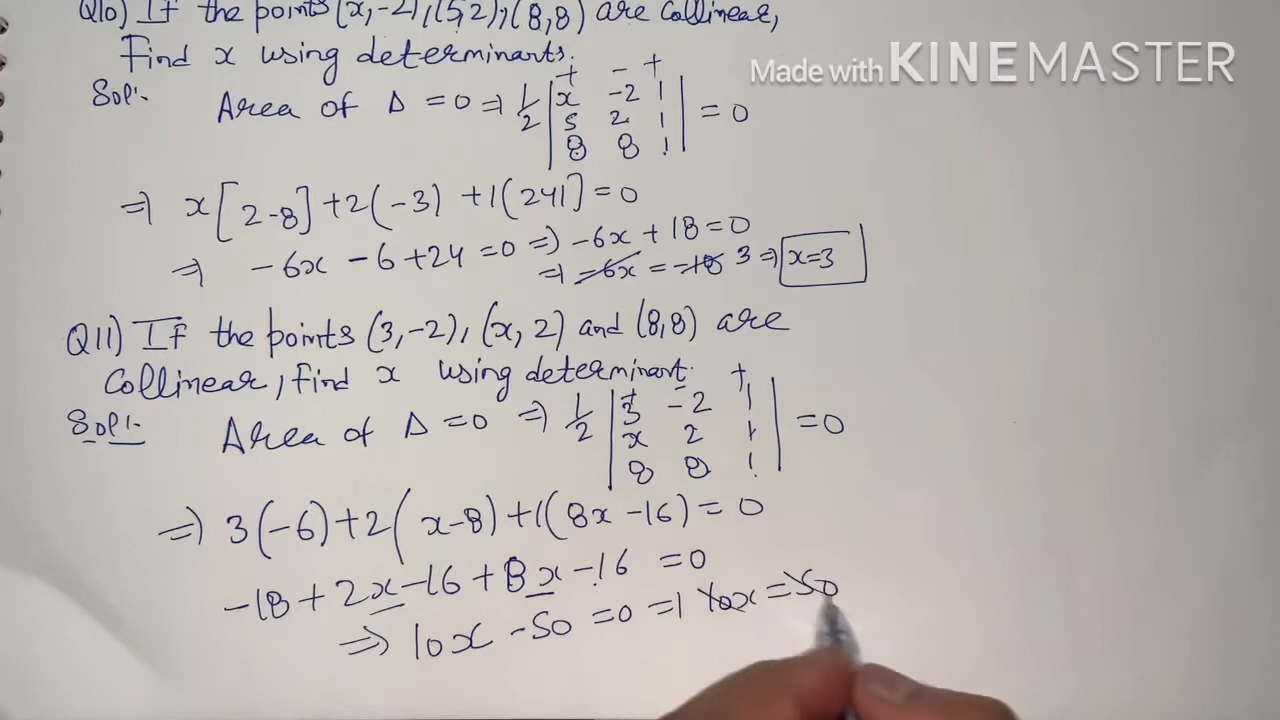 Q10) If the points (x,-2),(5,2),(8,8) are Collinear,
Find x using determinants.
Made with KINEMASTER
Sol:-
Area of Δ = 0 ⇒ 1/2 | x -2 1 | = 0
+ - +
5 2 1
8 8 1
⇒ x[2-8]+2(-3)+1(241]=0
⇒ -6x -6+24=0 ⇒ -6x+18=0
⇒ -6x = -18 3 ⇒ x=3
Q11) If the points (3,-2), (x, 2) and (8,8) are
Collinear, find x using determinant.
Sol:-
Area of Δ = 0 ⇒ 1/2 | 3 -2 1 | = 0
+ - +
x 2 1
8 8 1
⇒ 3(-6)+2(x-8)+1(8x-16)=0
-18+2x-16+8x-16=0
⇒ 10x-50=0 ⇒ 10x=50